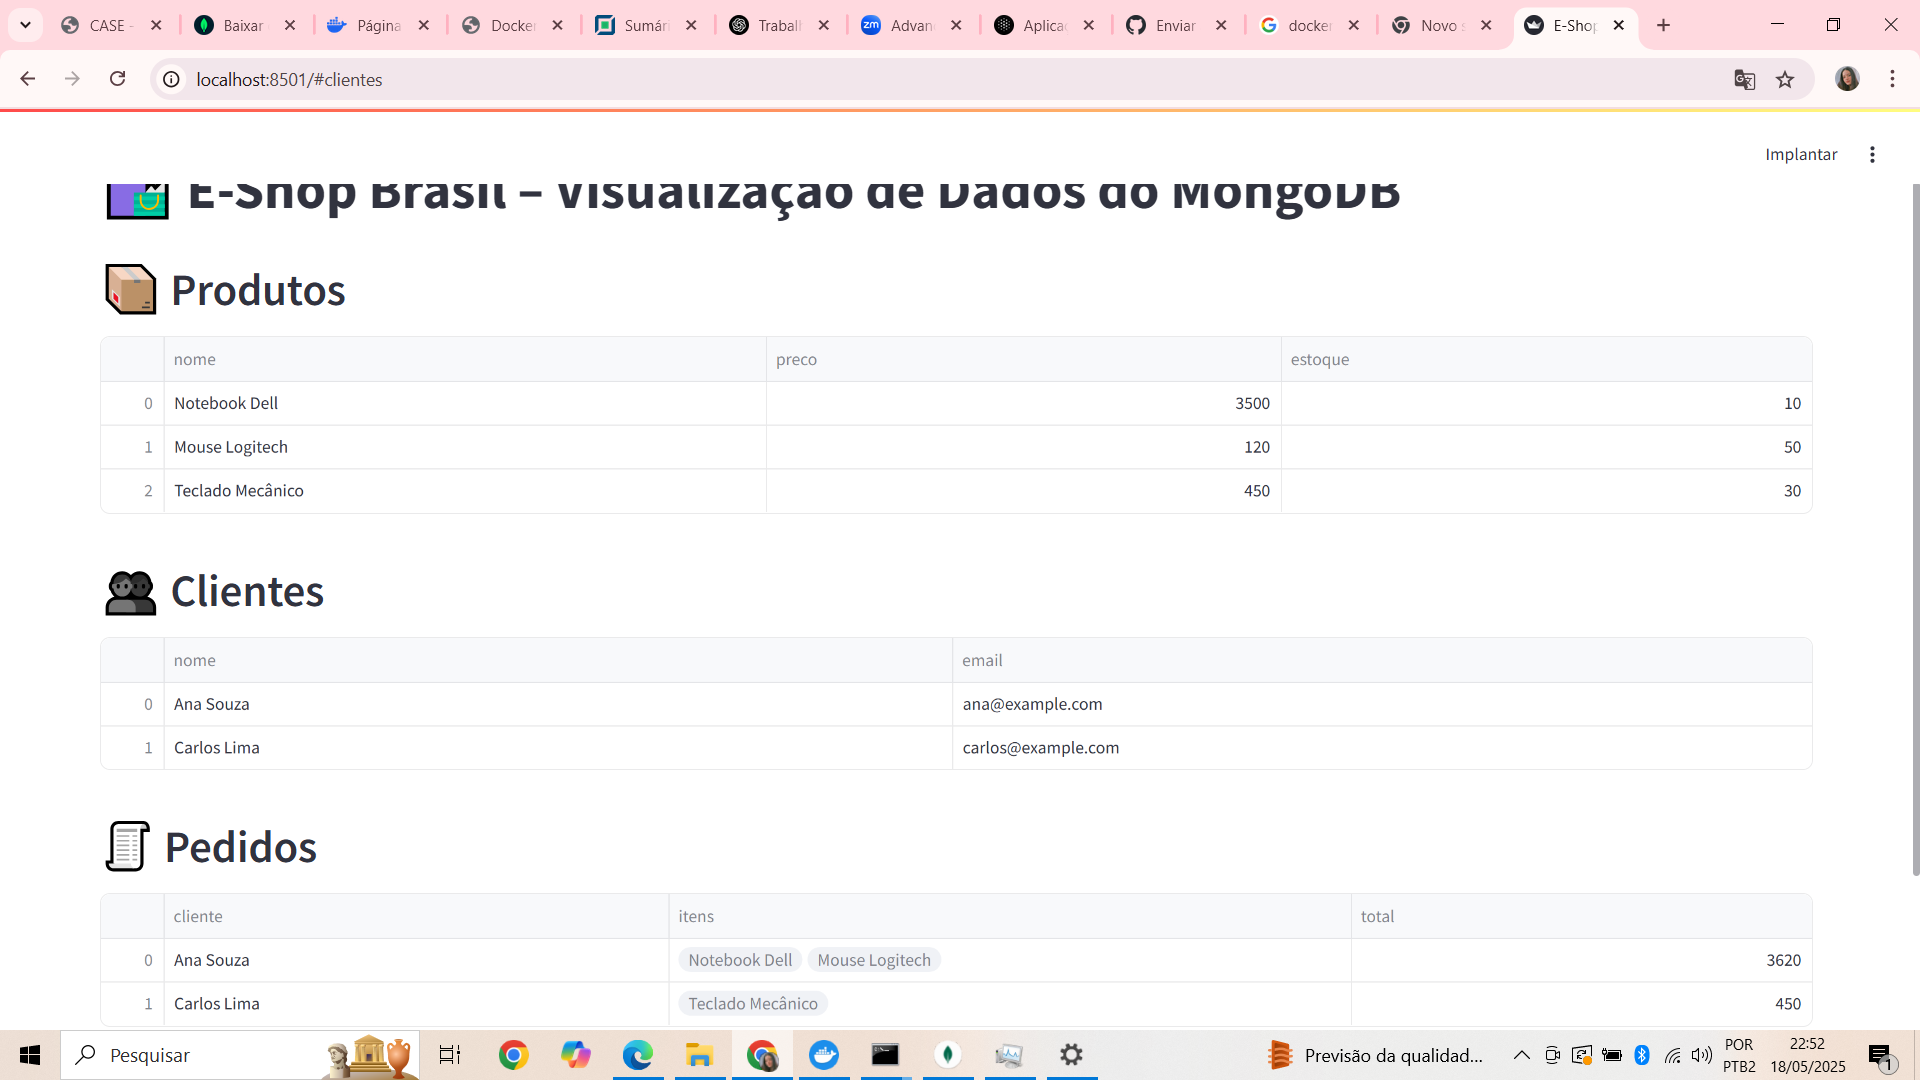 CASE -
Baixar
Página
Docker
Sumári
Trabalh
Advan
Aplicaç
Enviar
docker
Novo s
E-Shop
localhost:8501/#clientes
Implantar
E-Shop Brasil – Visualização de Dados do MongoDB
Produtos
nome preco estoque
0 Notebook Dell 3500 10
1 Mouse Logitech 120 50
2 Teclado Mecânico 450 30
Clientes
nome email
0 Ana Souza ana@example.com
1 Carlos Lima carlos@example.com
Pedidos
cliente itens total
0 Ana Souza Notebook Dell Mouse Logitech 3620
1 Carlos Lima Teclado Mecânico 450
Pesquisar
Previsão da qualidad...
POR
PTB2
22:52
18/05/2025
1